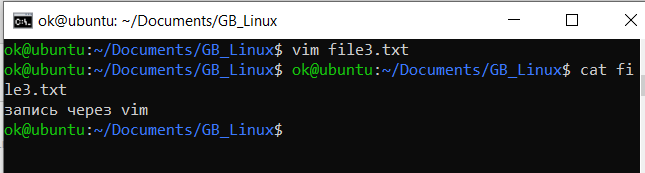 ok@ubuntu: ~/Documents/GB_Linux
ok@ubuntu:~/Documents/GB_Linux$ vim file3.txt
ok@ubuntu:~/Documents/GB_Linux$ ok@ubuntu:~/Documents/GB_Linux$ cat fi
le3.txt
запись через vim
ok@ubuntu:~/Documents/GB_Linux$